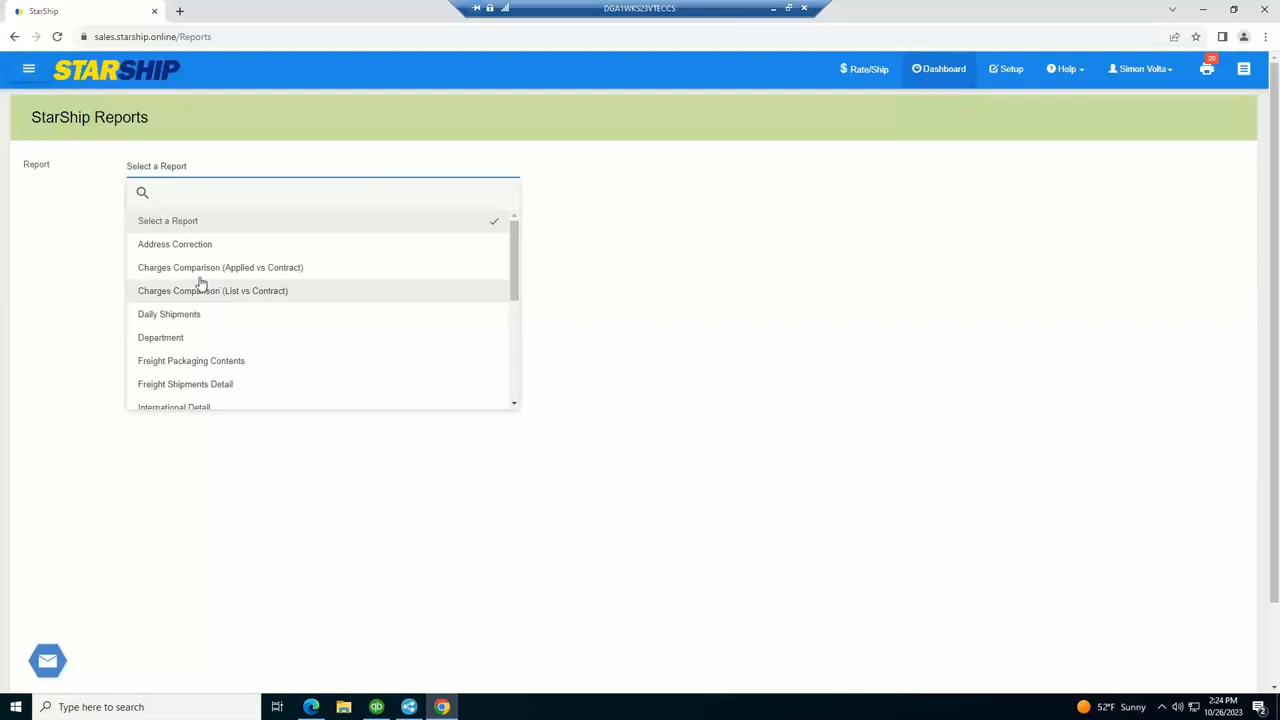 StarShip
DGA1WKS23VTECCS
sales.starship.online/Reports
STARSHIP
Rate/Ship
Dashboard
Setup
Help
Simon Volta
20
StarShip Reports
Report
Select a Report
Select a Report
Address Correction
Charges Comparison (Applied vs Contract)
Charges Comparison (List vs Contract)
Daily Shipments
Department
Freight Packaging Contents
Freight Shipments Detail
International Detail
Type here to search
qb
52°F Sunny
2:24 PM
10/26/2023
2